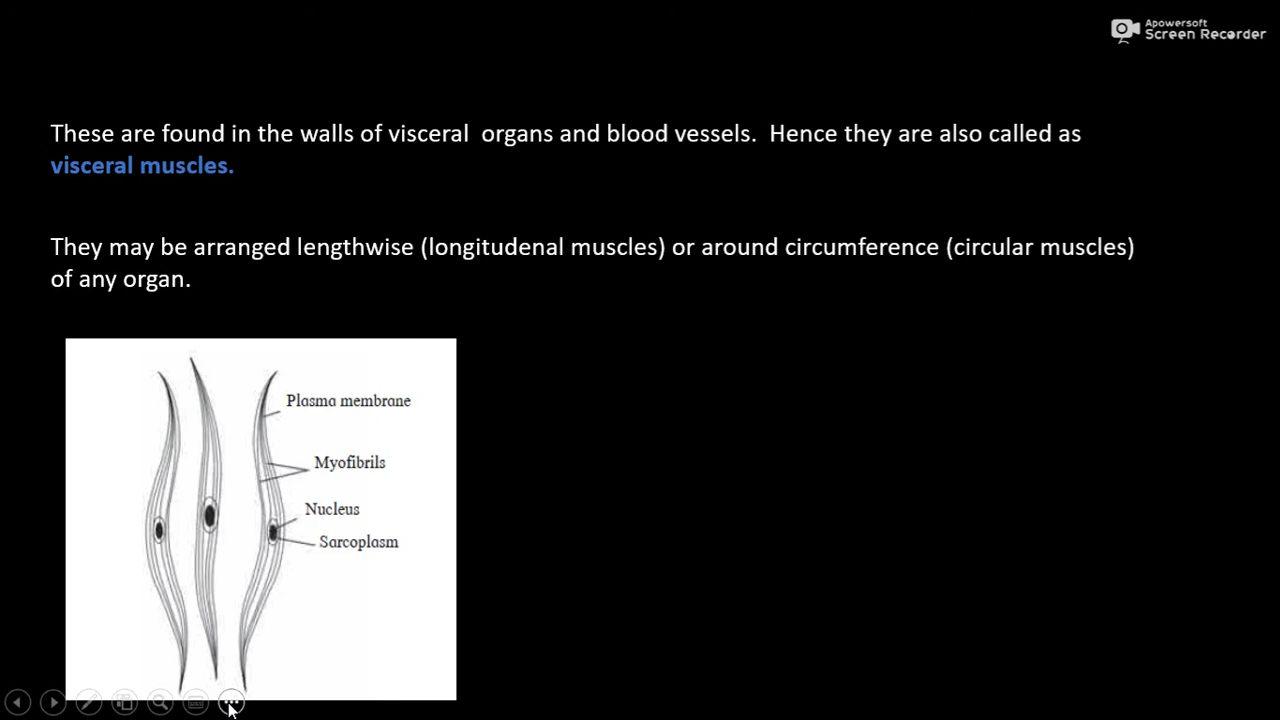 Apowersoft
Screen Recorder
These are found in the walls of visceral organs and blood vessels. Hence they are also called as
visceral muscles.
They may be arranged lengthwise (longitudenal muscles) or around circumference (circular muscles)
of any organ.
Plasma membrane
Myofibrils
Nucleus
Sarcoplasm